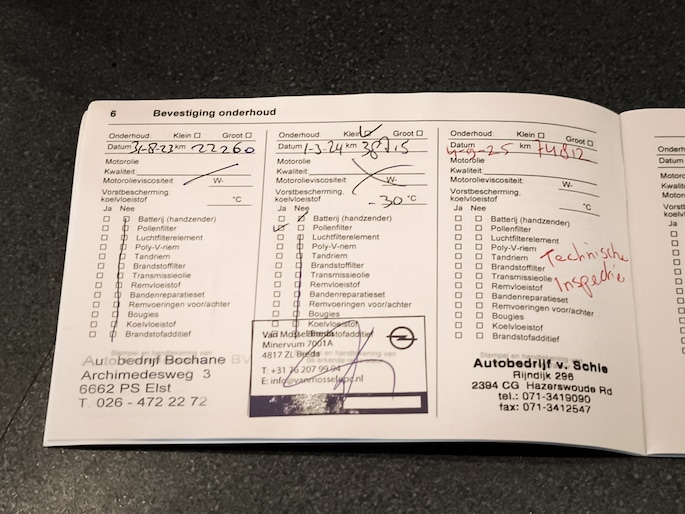 6 Bevestiging onderhoud
Onderhoud: Klein Groot
Datum 31-8-23 km 22260
Motorolie
Kwaliteit:
Motorolieviscositeit: W-
Vorstbescherming.
koelvloeistof °C
Ja Nee
Batterij (handzender)
Pollenfilter
Luchtfilterelement
Poly-V-riem
Tandriem
Brandstoffilter
Transmissieolie
Remvloeistof
Bandenreparatieset
Remvoeringen voor/achter
Bougies
Koelvloeistof
Brandstofadditief
Autobedrijf Bochane BV
Archimedesweg 3
6662 PS Elst
T. 026 - 472 22 72
Onderhoud: Klein Groot
Datum 1-3-24 km
Motorolie
Kwaliteit:
Motorolieviscositeit: W-
Vorstbescherming.
koelvloeistof -30 °C
Ja Nee
Batterij (handzender)
Pollenfilter
Luchtfilterelement
Poly-V-riem
Tandriem
Brandstoffilter
Transmissieolie
Remvloeistof
Bandenreparatieset
Remvoeringen voor/achter
Bougies
Koelvloeistof
Brandstofadditief
Van Mossel Breda
Minervum 7001A
4817 ZL Breda
T: +31 76 207 99 94
Onderhoud: Klein Groot
Datum 4-9-25 km 74812
Motorolie
Kwaliteit:
Motorolieviscositeit: W-
Vorstbescherming.
koelvloeistof °C
Ja Nee
Batterij (handzender)
Pollenfilter
Luchtfilterelement
Poly-V-riem
Tandriem Technische
Brandstoffilter
Transmissieolie Inspectie
Remvloeistof
Bandenreparatieset
Remvoeringen voor/achter
Bougies
Koelvloeistof
Brandstofadditief
Autobedrijf v. Schie
Rijndijk 296
2394 CG Hazerswoude Rd
tel.: 071-3419090
fax: 071-3412547